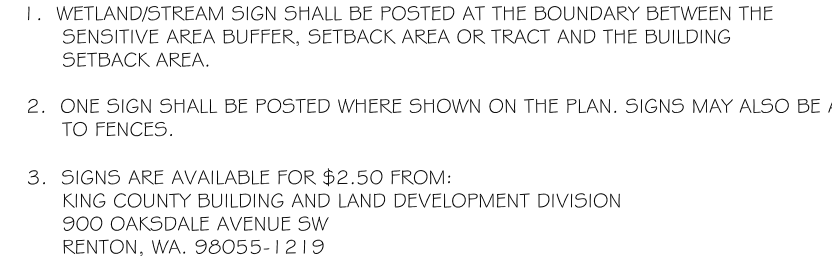 1. WETLAND/STREAM SIGN SHALL BE POSTED AT THE BOUNDARY BETWEEN THE
SENSITIVE AREA BUFFER, SETBACK AREA OR TRACT AND THE BUILDING
SETBACK AREA.
2. ONE SIGN SHALL BE POSTED WHERE SHOWN ON THE PLAN. SIGNS MAY ALSO BE
TO FENCES.
3. SIGNS ARE AVAILABLE FOR $2.50 FROM:
KING COUNTY BUILDING AND LAND DEVELOPMENT DIVISION
900 OAKSDALE AVENUE SW
RENTON, WA. 98055-1219